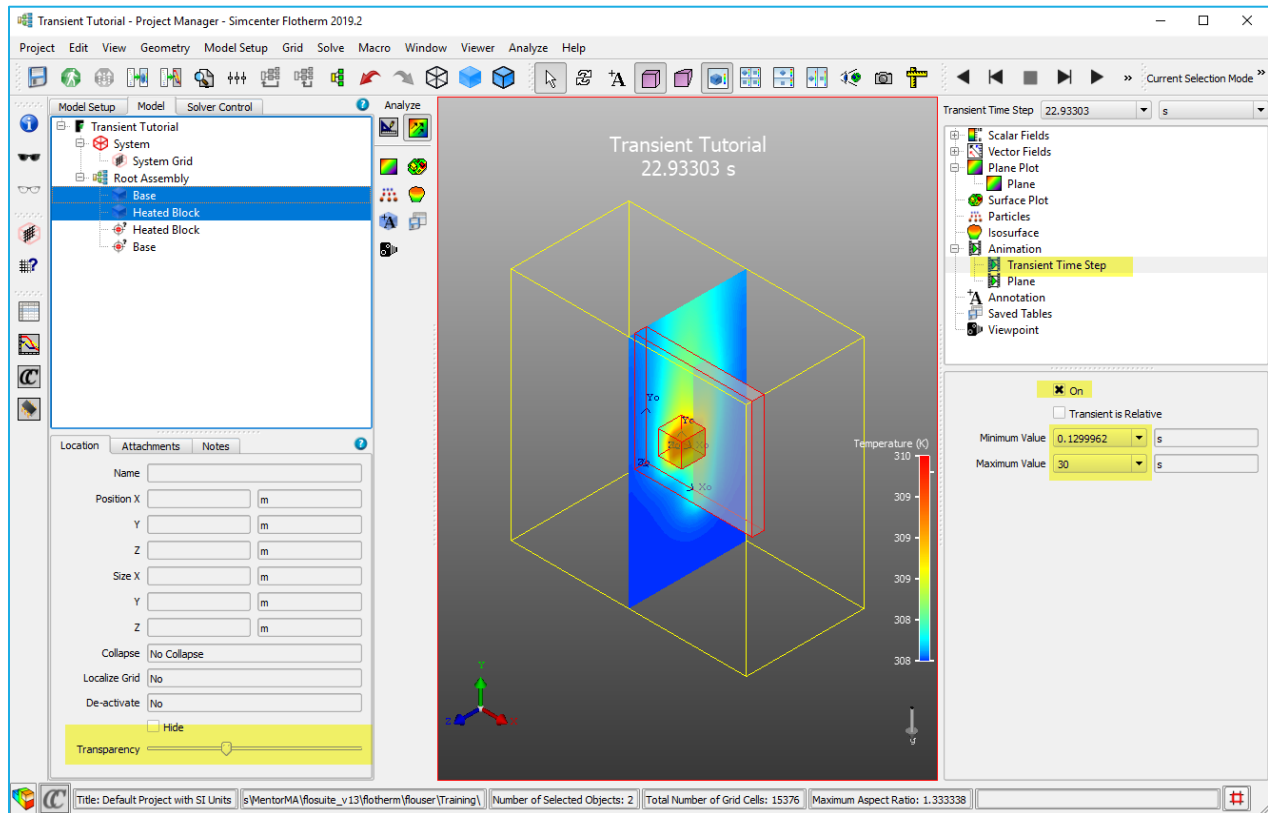 Transient Tutorial - Project Manager - Simcenter Flotherm 2019.2
Project Edit View Geometry Model Setup Grid Solve Macro Window Viewer Analyze Help
Current Selection Mode
Model Setup Model Solver Control
Transient Tutorial
System
System Grid
Root Assembly
Base
Heated Block
Heated Block
Base
Location Attachments Notes
Name
Position X m
Y m
Z m
Size X m
Y m
Z m
Collapse No Collapse
Localize Grid No
De-activate No
Hide
Transparency
Analyze
Transient Tutorial
22.93303 s
Yo
Yo
Zo
Xo
Temperature (K)
310
309
309
309
308
308
Y
Z
X
g
Transient Time Step 22.93303 s
Scalar Fields
Vector Fields
Plane Plot
Plane
Surface Plot
Particles
Isosurface
Animation
Transient Time Step
Plane
Annotation
Saved Tables
Viewpoint
On
Transient is Relative
Minimum Value 0.1299962 s
Maximum Value 30 s
Title: Default Project with SI Units s\MentorMA\flosuite_v13\flotherm\flouser\Training\ Number of Selected Objects: 2 Total Number of Grid Cells: 15376 Maximum Aspect Ratio: 1.333338